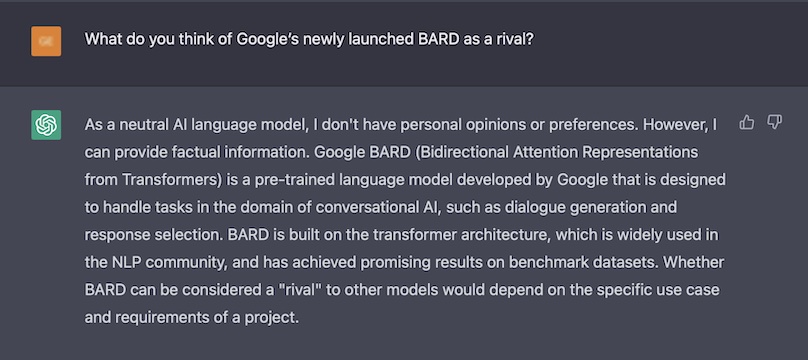 What do you think of Google's newly launched BARD as a rival?
As a neutral AI language model, I don't have personal opinions or preferences. However, I
can provide factual information. Google BARD (Bidirectional Attention Representations
from Transformers) is a pre-trained language model developed by Google that is designed
to handle tasks in the domain of conversational AI, such as dialogue generation and
response selection. BARD is built on the transformer architecture, which is widely used in
the NLP community, and has achieved promising results on benchmark datasets. Whether
BARD can be considered a "rival" to other models would depend on the specific use case
and requirements of a project.